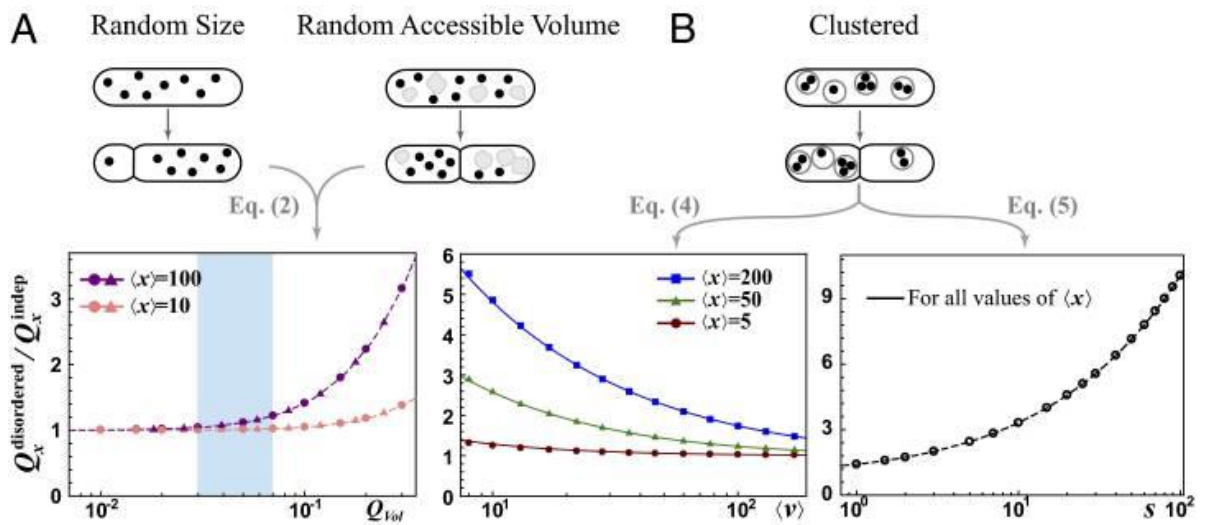 A Random Size Random Accessible Volume B Clustered
Eq. (2) Eq. (4) Eq. (5)
Q_x^disordered / Q_x^indep
3
2
1
0
⟨x⟩=100
⟨x⟩=10
10^-2 10^-1 Q_Vol
6
5
4
3
2
1
0
⟨x⟩=200
⟨x⟩=50
⟨x⟩=5
10^1 10^2 ⟨v⟩
9
6
3
0
For all values of ⟨x⟩
10^0 10^1 s 10^2